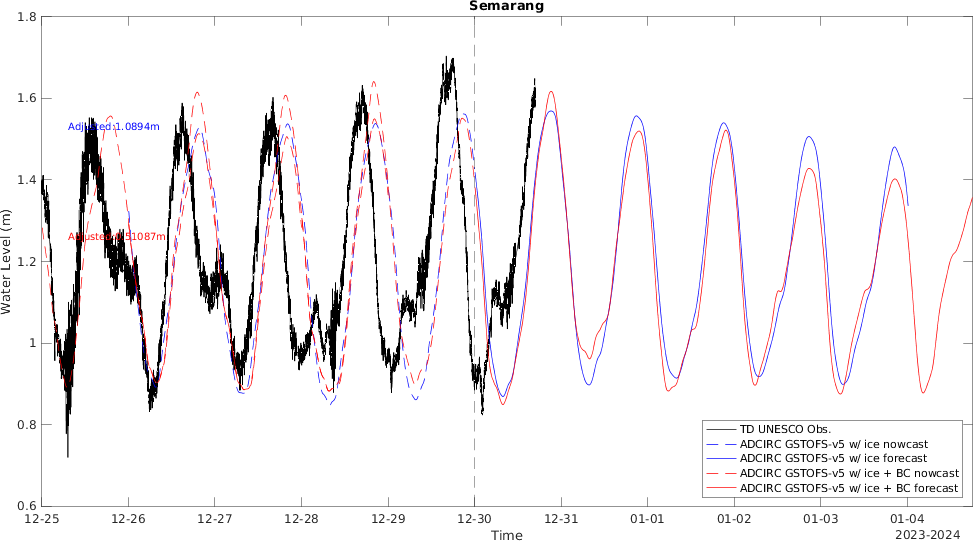 Semarang
1.8
1.6
1.4
1.2
1
0.8
0.6
Water Level (m)
Adjusted:1.0894m
12-25
12-26
12-27
12-28
12-29
12-30
12-31
01-01
01-02
01-03
01-04
Time
2023-2024
TD UNESCO Obs.
ADCIRC GSTOFS-v5 w/ ice nowcast
ADCIRC GSTOFS-v5 w/ ice forecast
ADCIRC GSTOFS-v5 w/ ice + BC nowcast
ADCIRC GSTOFS-v5 w/ ice + BC forecast